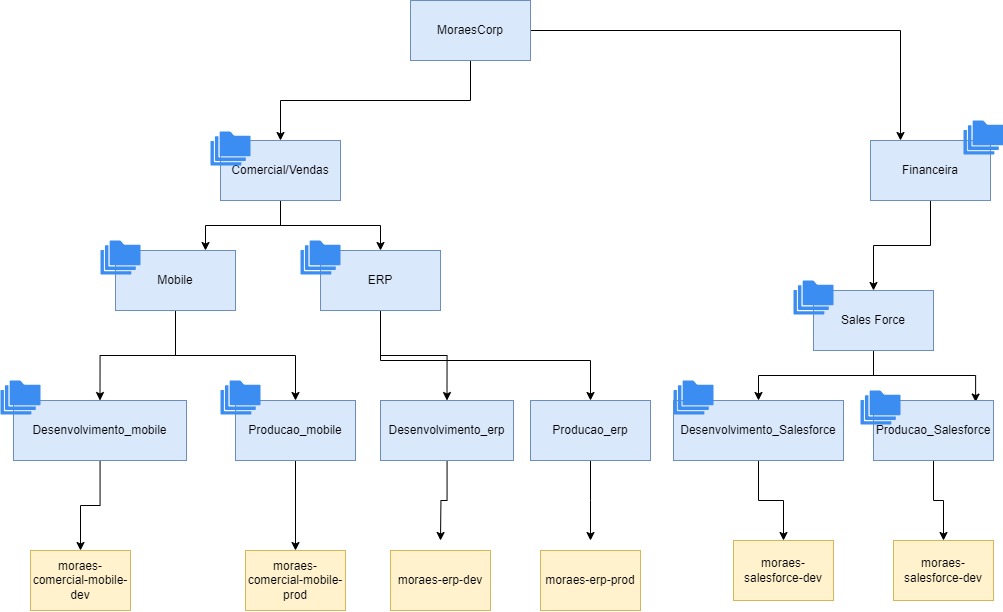 MoraesCorp
Comercial/Vendas
Financeira
Mobile
ERP
Sales Force
Desenvolvimento_mobile
Producao_mobile
Desenvolvimento_erp
Producao_erp
Desenvolvimento_Salesforce
Producao_Salesforce
moraes-
comercial-mobile-
dev
moraes-
comercial-mobile-
prod
moraes-erp-dev
moraes-erp-prod
moraes-
salesforce-dev
moraes-
salesforce-dev